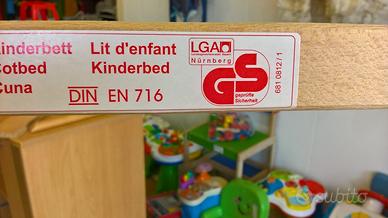 Kinderbett
Cotbed
Cuna
Lit d'enfant
Kinderbed
DIN EN 716
LGA
Nürnberg
GS
geprüfte
Sicherheit
681 0812/1
subito